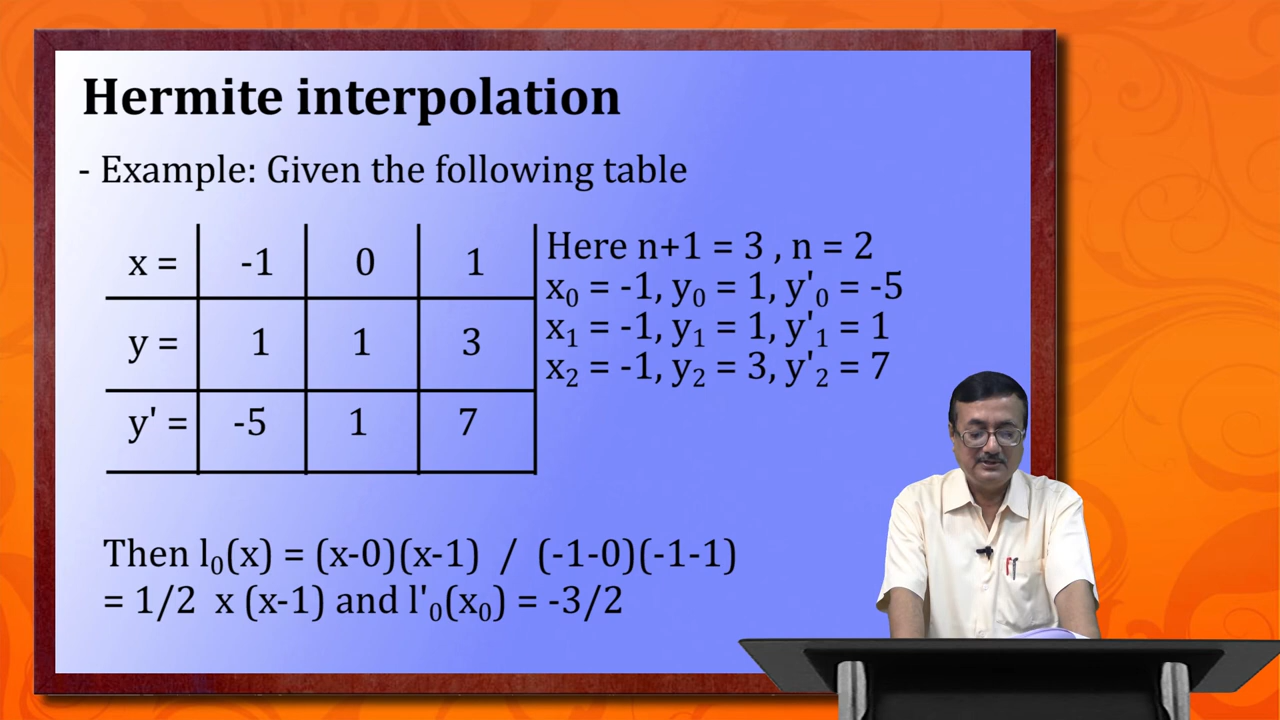 Hermite interpolation
- Example: Given the following table
x = -1 0 1
y = 1 1 3
y' = -5 1 7
Here n+1 = 3 , n = 2
x₀ = -1, y₀ = 1, y'₀ = -5
x₁ = -1, y₁ = 1, y'₁ = 1
x₂ = -1, y₂ = 3, y'₂ = 7
Then l₀(x) = (x-0)(x-1) / (-1-0)(-1-1)
= 1/2 x (x-1) and l'₀(x₀) = -3/2